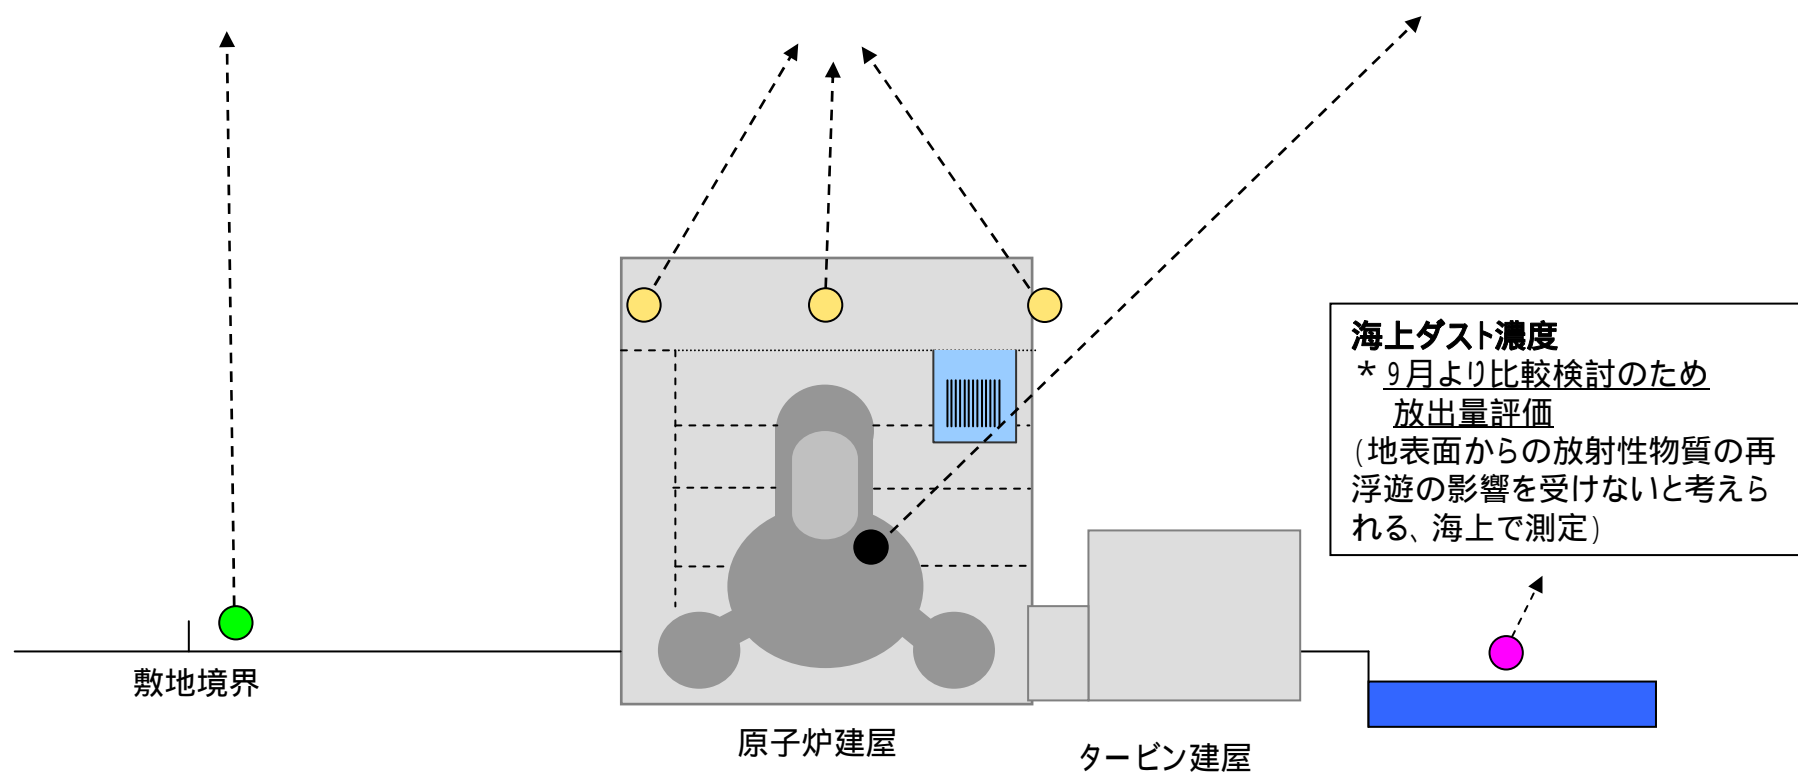 海上ダスト濃度
* 9月より比較検討のため
放出量評価
(地表面からの放射性物質の再
浮遊の影響を受けないと考えら
れる、海上で測定)
敷地境界
原子炉建屋
タービン建屋